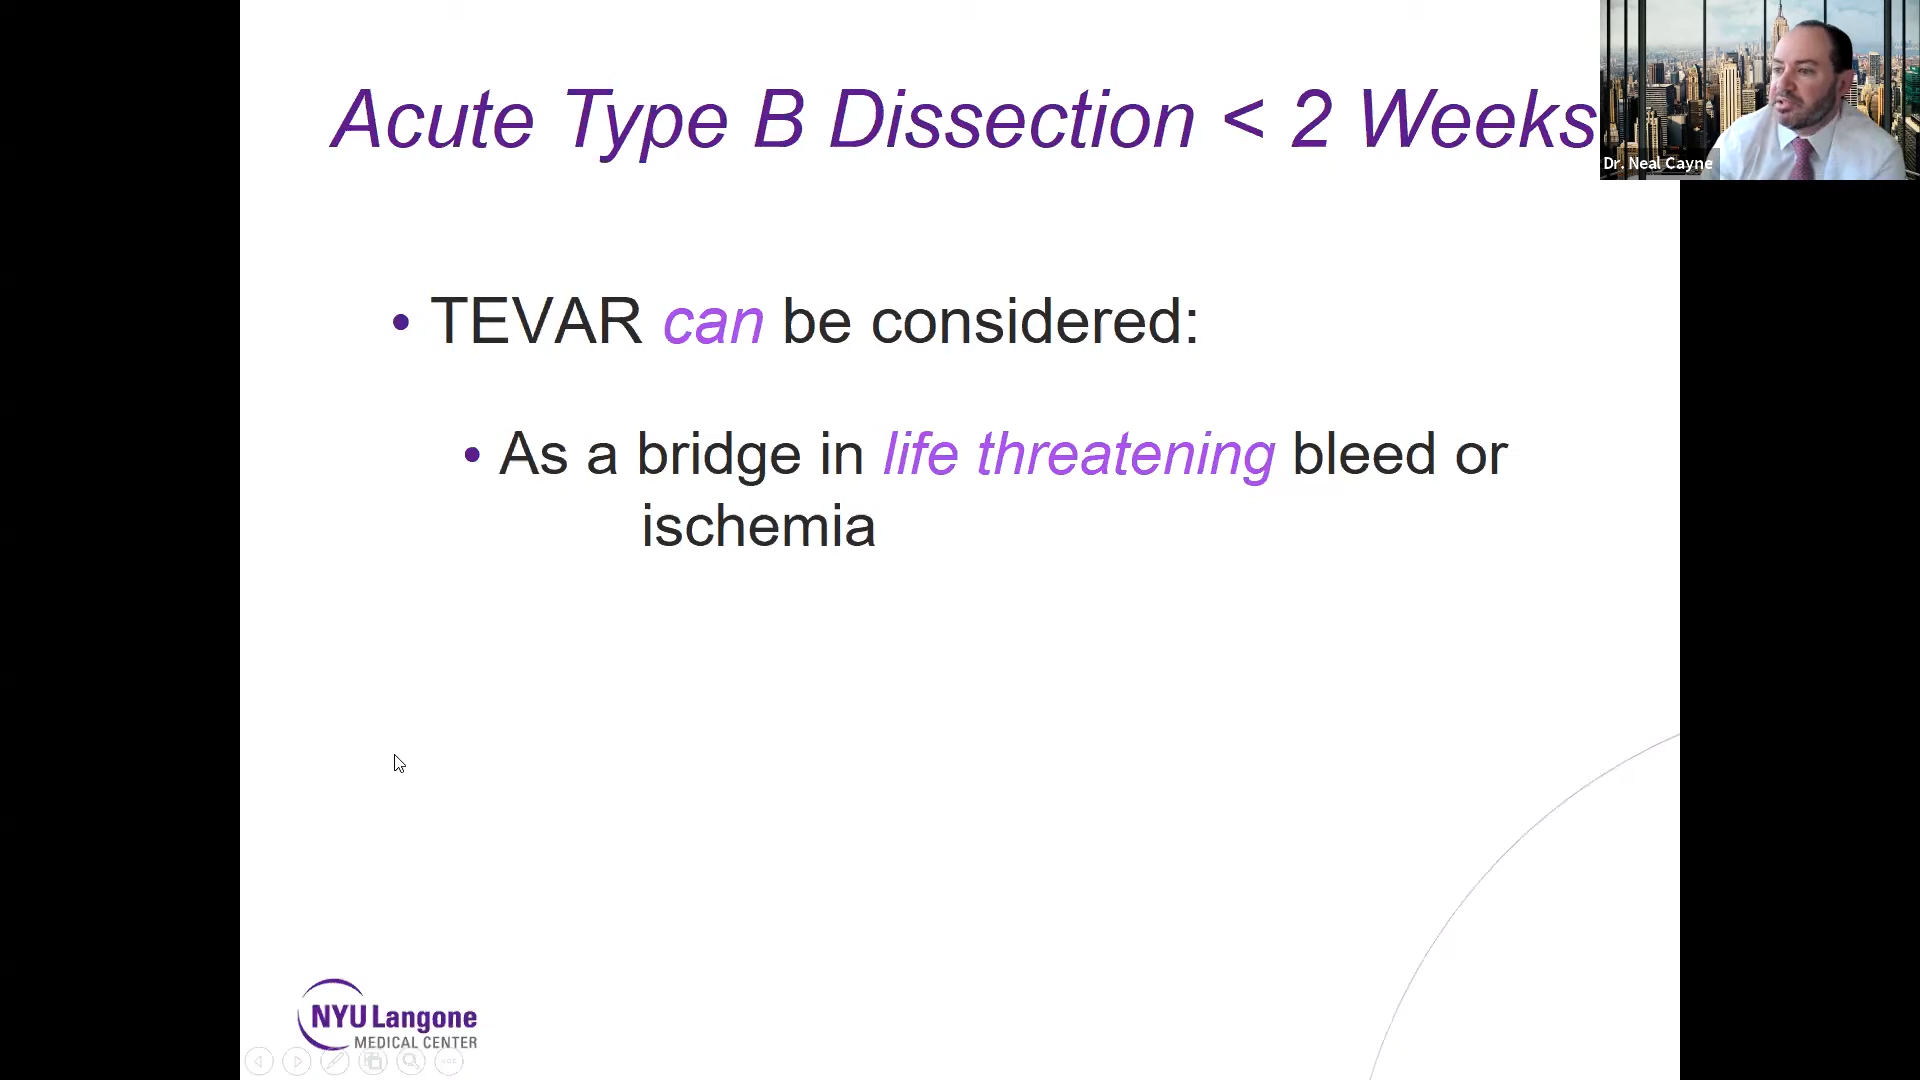 Acute Type B Dissection < 2 Weeks
Dr. Neal Cayne
• TEVAR can be considered:
• As a bridge in life threatening bleed or
ischemia
NYU Langone
MEDICAL CENTER